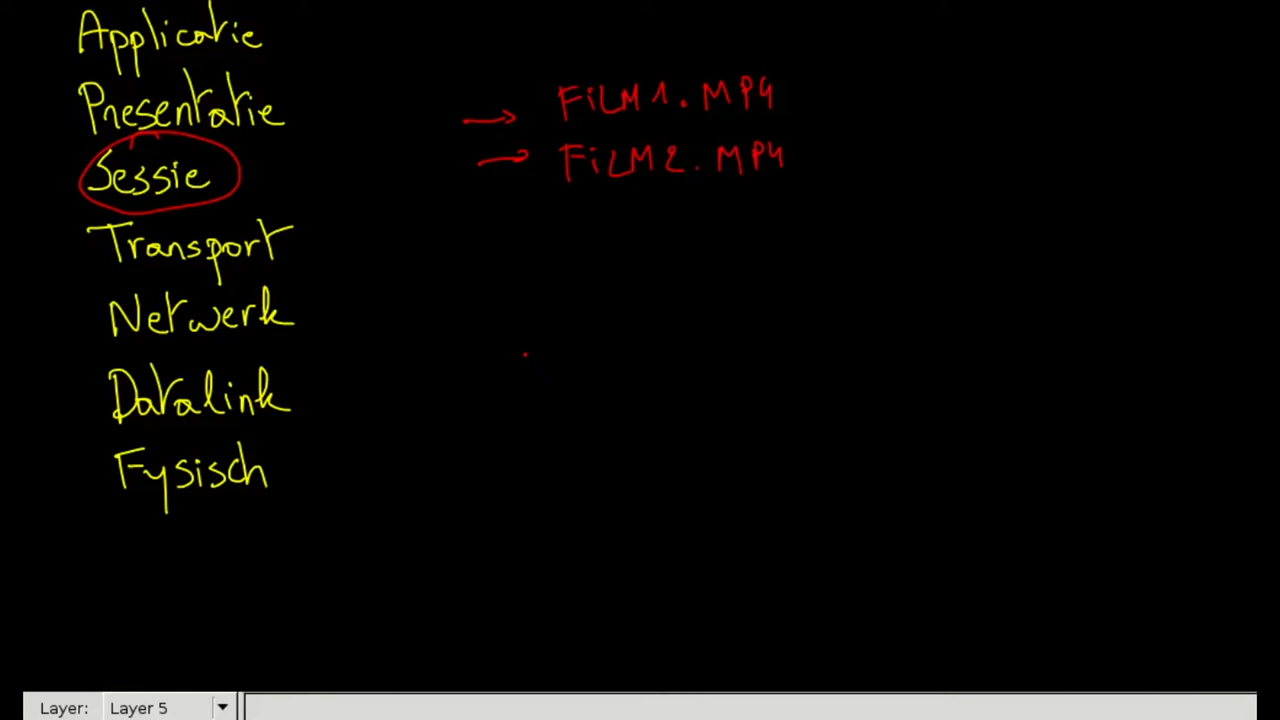 Applicatie
Presentatie
Sessie
Transport
Netwerk
Datalink
Fysisch
→ FiLM1.MP4
→ FiLM2.MP4
Layer: Layer 5